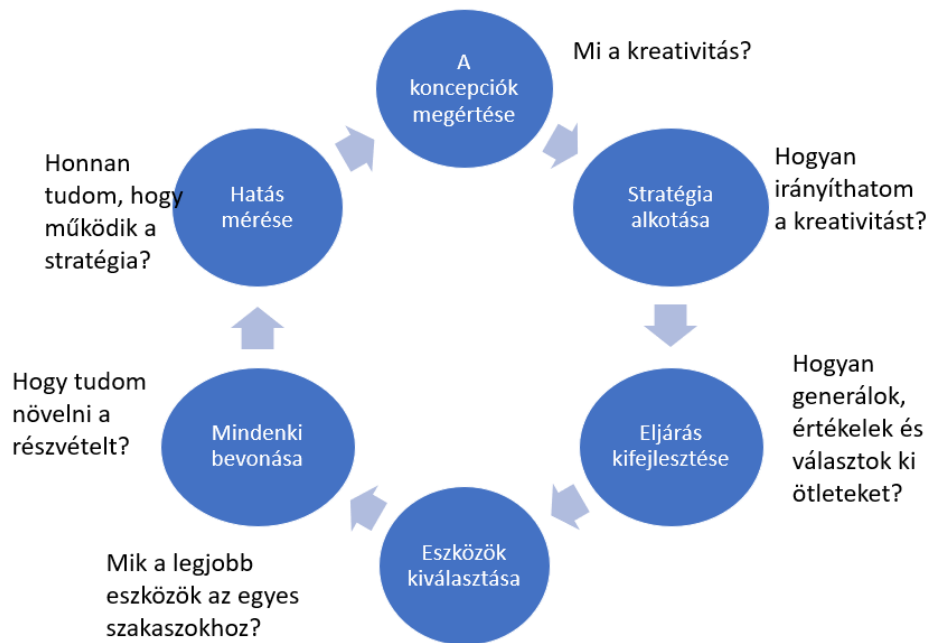 A
koncepciók
megértése
Mi a kreativitás?
Stratégia
alkotása
Hogyan
irányíthatom
a kreativitást?
Eljárás
kifejlesztése
Hogyan
generálok,
értékelek és
választok ki
ötleteket?
Eszközök
kiválasztása
Mik a legjobb
eszközök az egyes
szakaszokhoz?
Mindenki
bevonása
Hogy tudom
növelni a
részvételt?
Hatás
mérése
Honnan
tudom, hogy
működik a
stratégia?